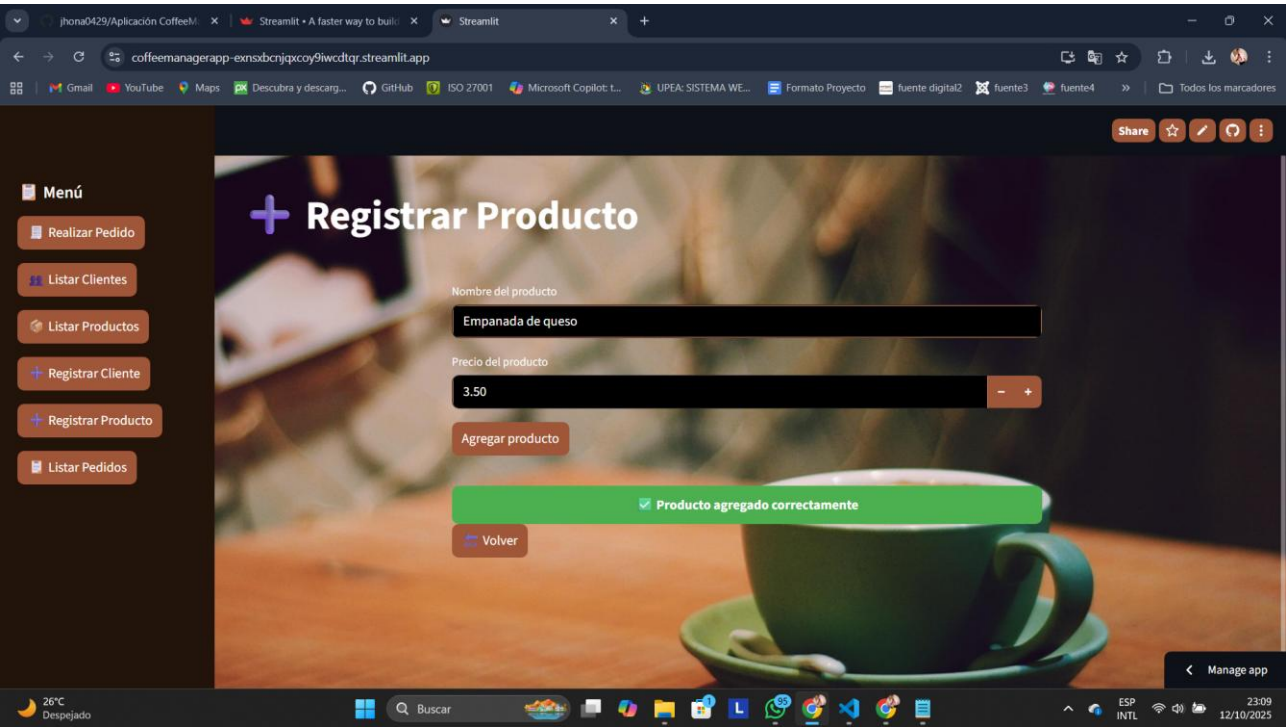 jhona0429/Aplicación CoffeeM
Streamlit • A faster way to build
Streamlit
coffeemanagerapp-exnsxbcnjqxcoy9iwcdtqr.streamlit.app
Gmail
YouTube
Maps
Descubra y descarg...
GitHub
ISO 27001
Microsoft Copilot: t...
UPEA: SISTEMA WE...
Formato Proyecto
fuente digital2
fuente3
fuente4
Todos los marcadores
Share
Menú
Realizar Pedido
Listar Clientes
Listar Productos
Registrar Cliente
Registrar Producto
Listar Pedidos
Registrar Producto
Nombre del producto
Empanada de queso
Precio del producto
3.50
Agregar producto
Producto agregado correctamente
Volver
Manage app
26°C
Despejado
Buscar
95
ESP
INTL
23:09
12/10/2025